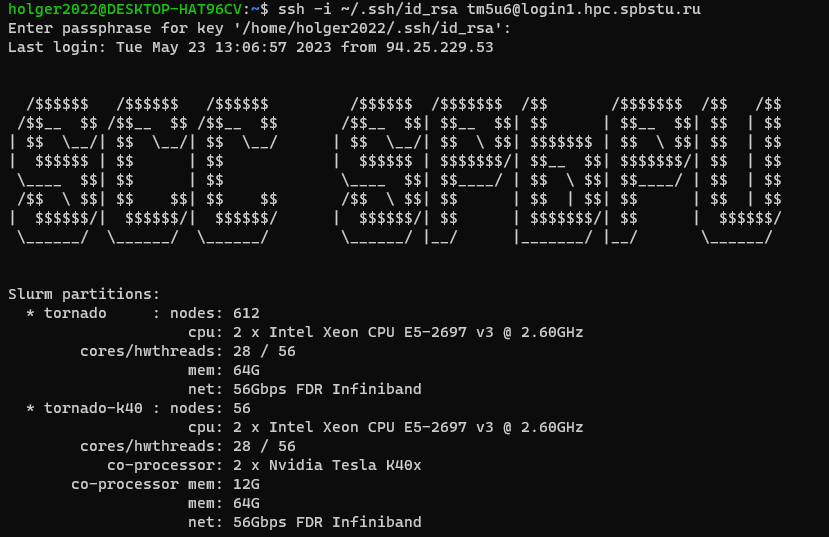 holger2022@DESKTOP-HAT96CV:~$ ssh -i ~/.ssh/id_rsa tm5u6@login1.hpc.spbstu.ru
Enter passphrase for key '/home/holger2022/.ssh/id_rsa':
Last login: Tue May 23 13:06:57 2023 from 94.25.229.53
  /$$$$$$   /$$$$$$   /$$$$$$         /$$$$$$  /$$$$$$$  /$$       /$$$$$$$  /$$   /$$
 /$$__  $$ /$$__  $$ /$$__  $$       /$$__  $$| $$__  $$| $$      | $$__  $$| $$  | $$
| $$  \__/| $$  \__/| $$  \__/      | $$  \__/| $$  \ $$| $$$$$$$ | $$  \ $$| $$  | $$
|  $$$$$$ | $$      | $$            |  $$$$$$ | $$$$$$$/| $$__  $$| $$$$$$$/| $$  | $$
 \____  $$| $$      | $$             \____  $$| $$____/ | $$  \ $$| $$____/ | $$  | $$
 /$$  \ $$| $$    $$| $$    $$       /$$  \ $$| $$      | $$  | $$| $$      | $$  | $$
|  $$$$$$/|  $$$$$$/|  $$$$$$/      |  $$$$$$/| $$      | $$$$$$$/| $$      |  $$$$$$/
 \______/  \______/  \______/        \______/ |__/      |_______/ |__/       \______/
Slurm partitions:
  * tornado     : nodes: 612
                    cpu: 2 x Intel Xeon CPU E5-2697 v3 @ 2.60GHz
        cores/hwthreads: 28 / 56
                    mem: 64G
                    net: 56Gbps FDR Infiniband
  * tornado-k40 : nodes: 56
                    cpu: 2 x Intel Xeon CPU E5-2697 v3 @ 2.60GHz
        cores/hwthreads: 28 / 56
           co-processor: 2 x Nvidia Tesla K40x
       co-processor mem: 12G
                    mem: 64G
                    net: 56Gbps FDR Infiniband